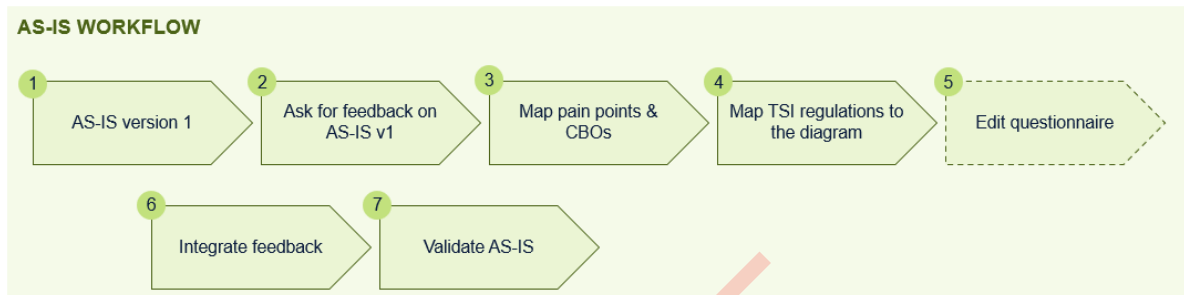 AS-IS WORKFLOW
1
AS-IS version 1
2
Ask for feedback on
AS-IS v1
3
Map pain points &
CBOs
4
Map TSI regulations to
the diagram
5
Edit questionnaire
6
Integrate feedback
7
Validate AS-IS